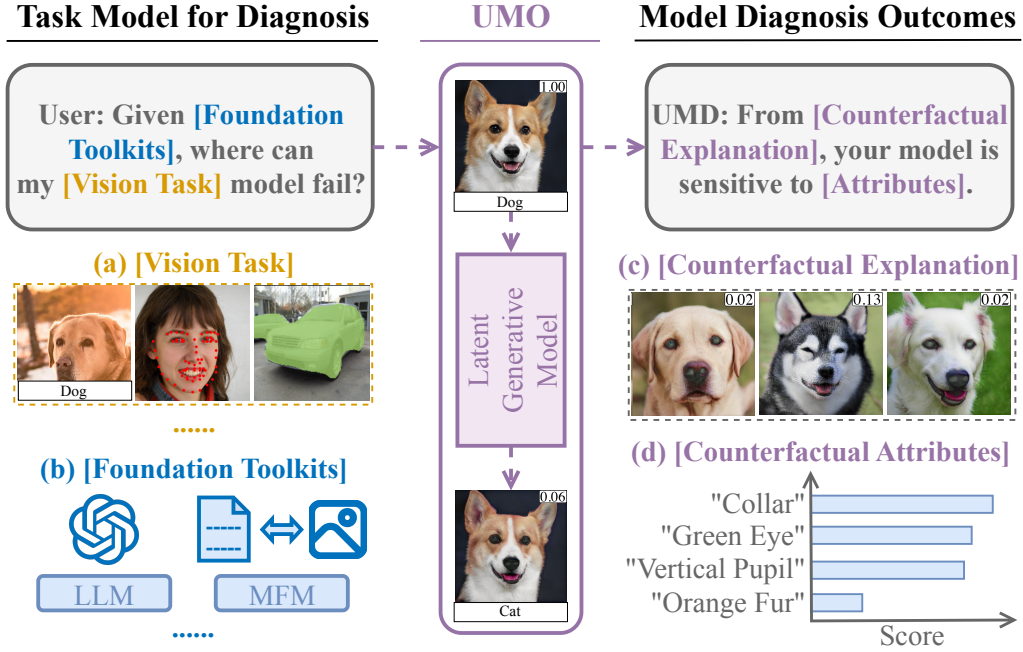 Task Model for Diagnosis
User: Given [Foundation
Toolkits], where can
my [Vision Task] model fail?
(a) [Vision Task]
Dog
......
(b) [Foundation Toolkits]
LLM
MFM
......
UMO
1.00
Dog
Latent
Generative
Model
0.06
Cat
Model Diagnosis Outcomes
UMD: From [Counterfactual
Explanation], your model is
sensitive to [Attributes].
(c) [Counterfactual Explanation]
0.02
0.13
0.02
(d) [Counterfactual Attributes]
"Collar"
"Green Eye"
"Vertical Pupil"
"Orange Fur"
Score